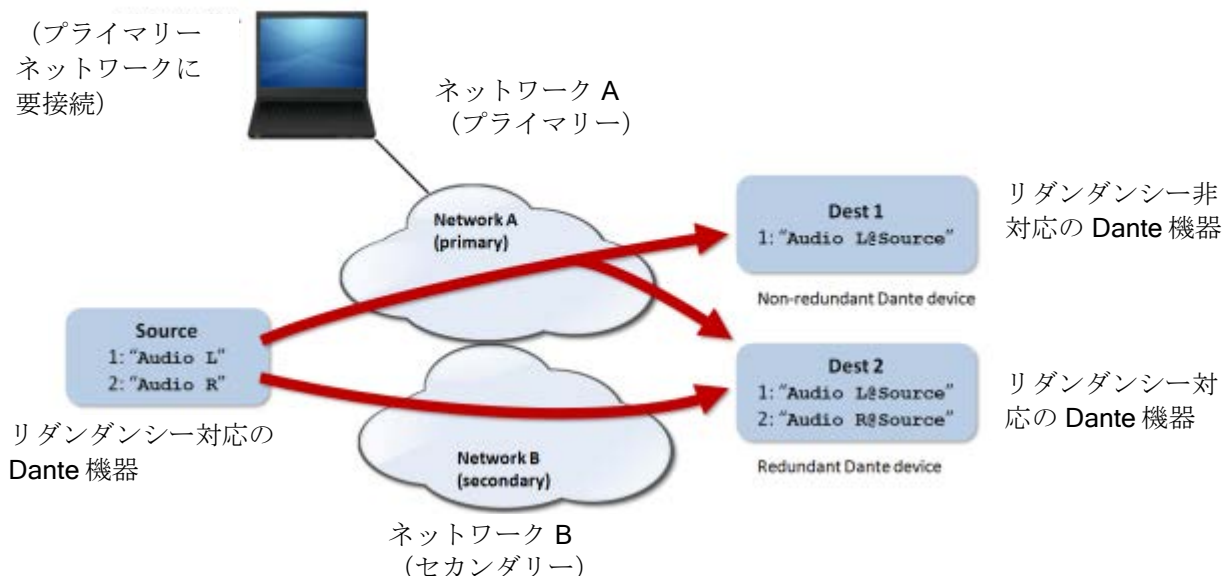 （プライマリー
ネットワークに
要接続）
ネットワーク A
（プライマリー）
Network A
(primary)
Dest 1
1: "Audio L@Source"
Non-redundant Dante device
リダンダンシー非
対応の Dante 機器
Source
1: "Audio L"
2: "Audio R"
リダンダンシー対応の
Dante 機器
Dest 2
1: "Audio L@Source"
2: "Audio R@Source"
Redundant Dante device
リダンダンシー対
応の Dante 機器
Network B
(secondary)
ネットワーク B
（セカンダリー）